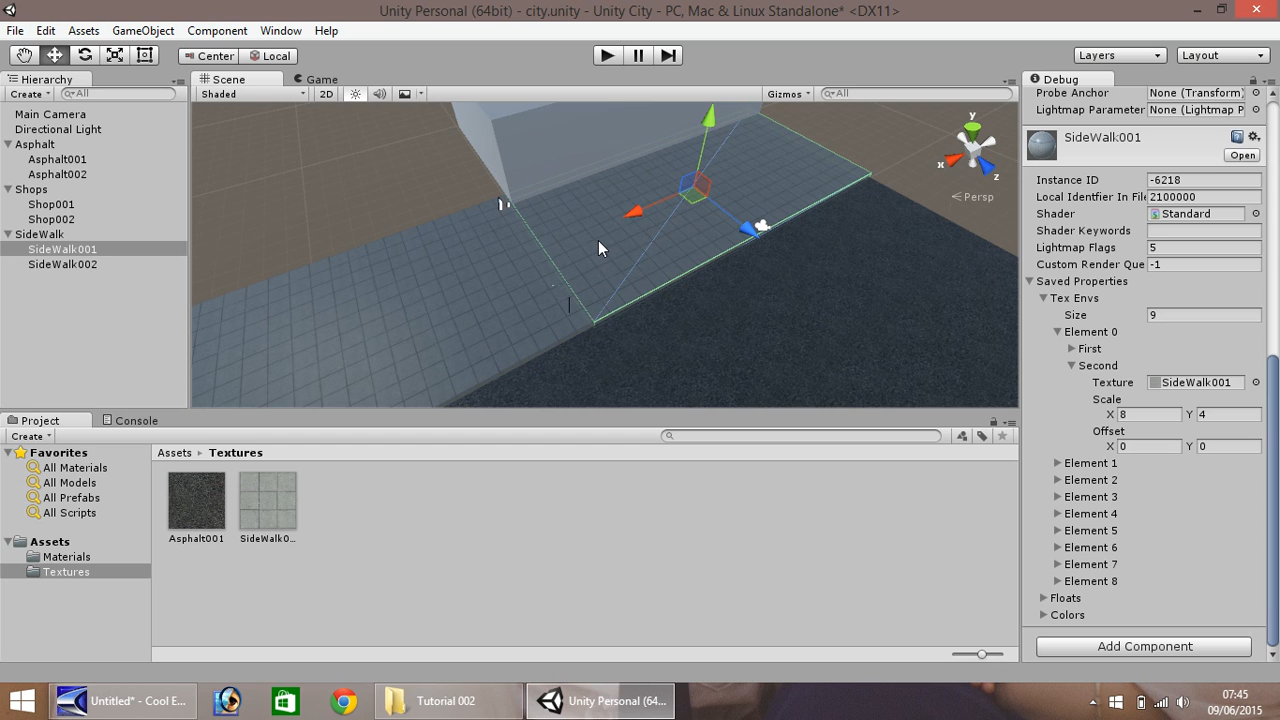 Unity Personal (64bit) - city.unity - Unity City - PC, Mac & Linux Standalone* <DX11>
File Edit Assets GameObject Component Window Help
Center Local Layers Layout
Hierarchy
Create All
Main Camera
Directional Light
Asphalt
Asphalt001
Asphalt002
Shops
Shop001
Shop002
SideWalk
SideWalk001
SideWalk002
Scene Game
Shaded 2D Gizmos All
y
x
z
Persp
Debug
Probe Anchor None (Transform)
Lightmap Parameter None (Lightmap P
SideWalk001
Open
Instance ID -6218
Local Identfier In File 2100000
Shader Standard
Shader Keywords
Lightmap Flags 5
Custom Render Que -1
Saved Properties
Tex Envs
Size 9
Element 0
First
Second
Texture SideWalk001
Scale
X 8 Y 4
Offset
X 0 Y 0
Element 1
Element 2
Element 3
Element 4
Element 5
Element 6
Element 7
Element 8
Floats
Colors
Add Component
Project Console
Create
Favorites
All Materials
All Models
All Prefabs
All Scripts
Assets
Materials
Textures
Assets Textures
Asphalt001 SideWalk0...
Untitled* - Cool E... Tutorial 002 Unity Personal (64...
07:45
09/06/2015